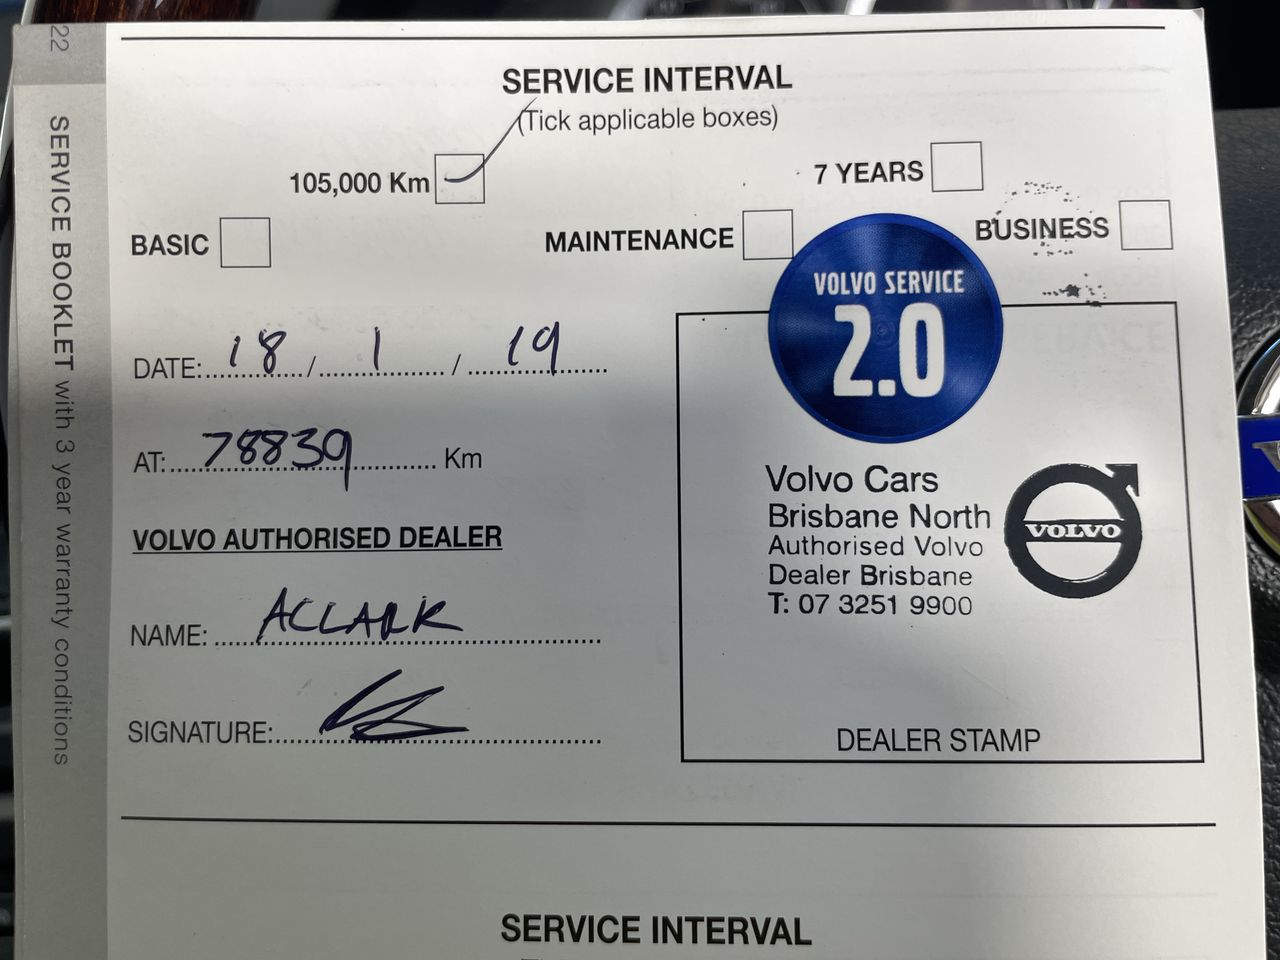 22
SERVICE BOOKLET with 3 year warranty conditions
SERVICE INTERVAL
(Tick applicable boxes)
105,000 Km
7 YEARS
BASIC
MAINTENANCE
BUSINESS
DATE: 18 / 1 / 19
AT: 78839 Km
VOLVO AUTHORISED DEALER
NAME: ACLARK
SIGNATURE:
VOLVO SERVICE
2.0
Volvo Cars
Brisbane North
Authorised Volvo
Dealer Brisbane
T: 07 3251 9900
VOLVO
DEALER STAMP
SERVICE INTERVAL